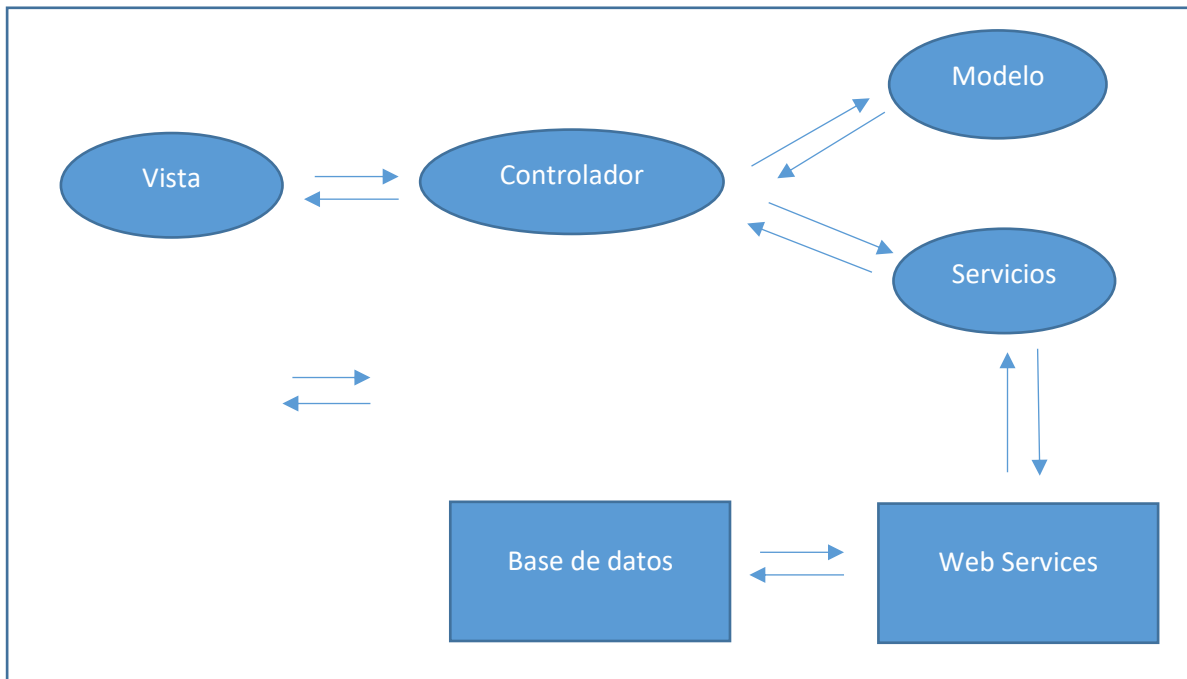 Modelo
Vista
Controlador
Servicios
Base de datos
Web Services